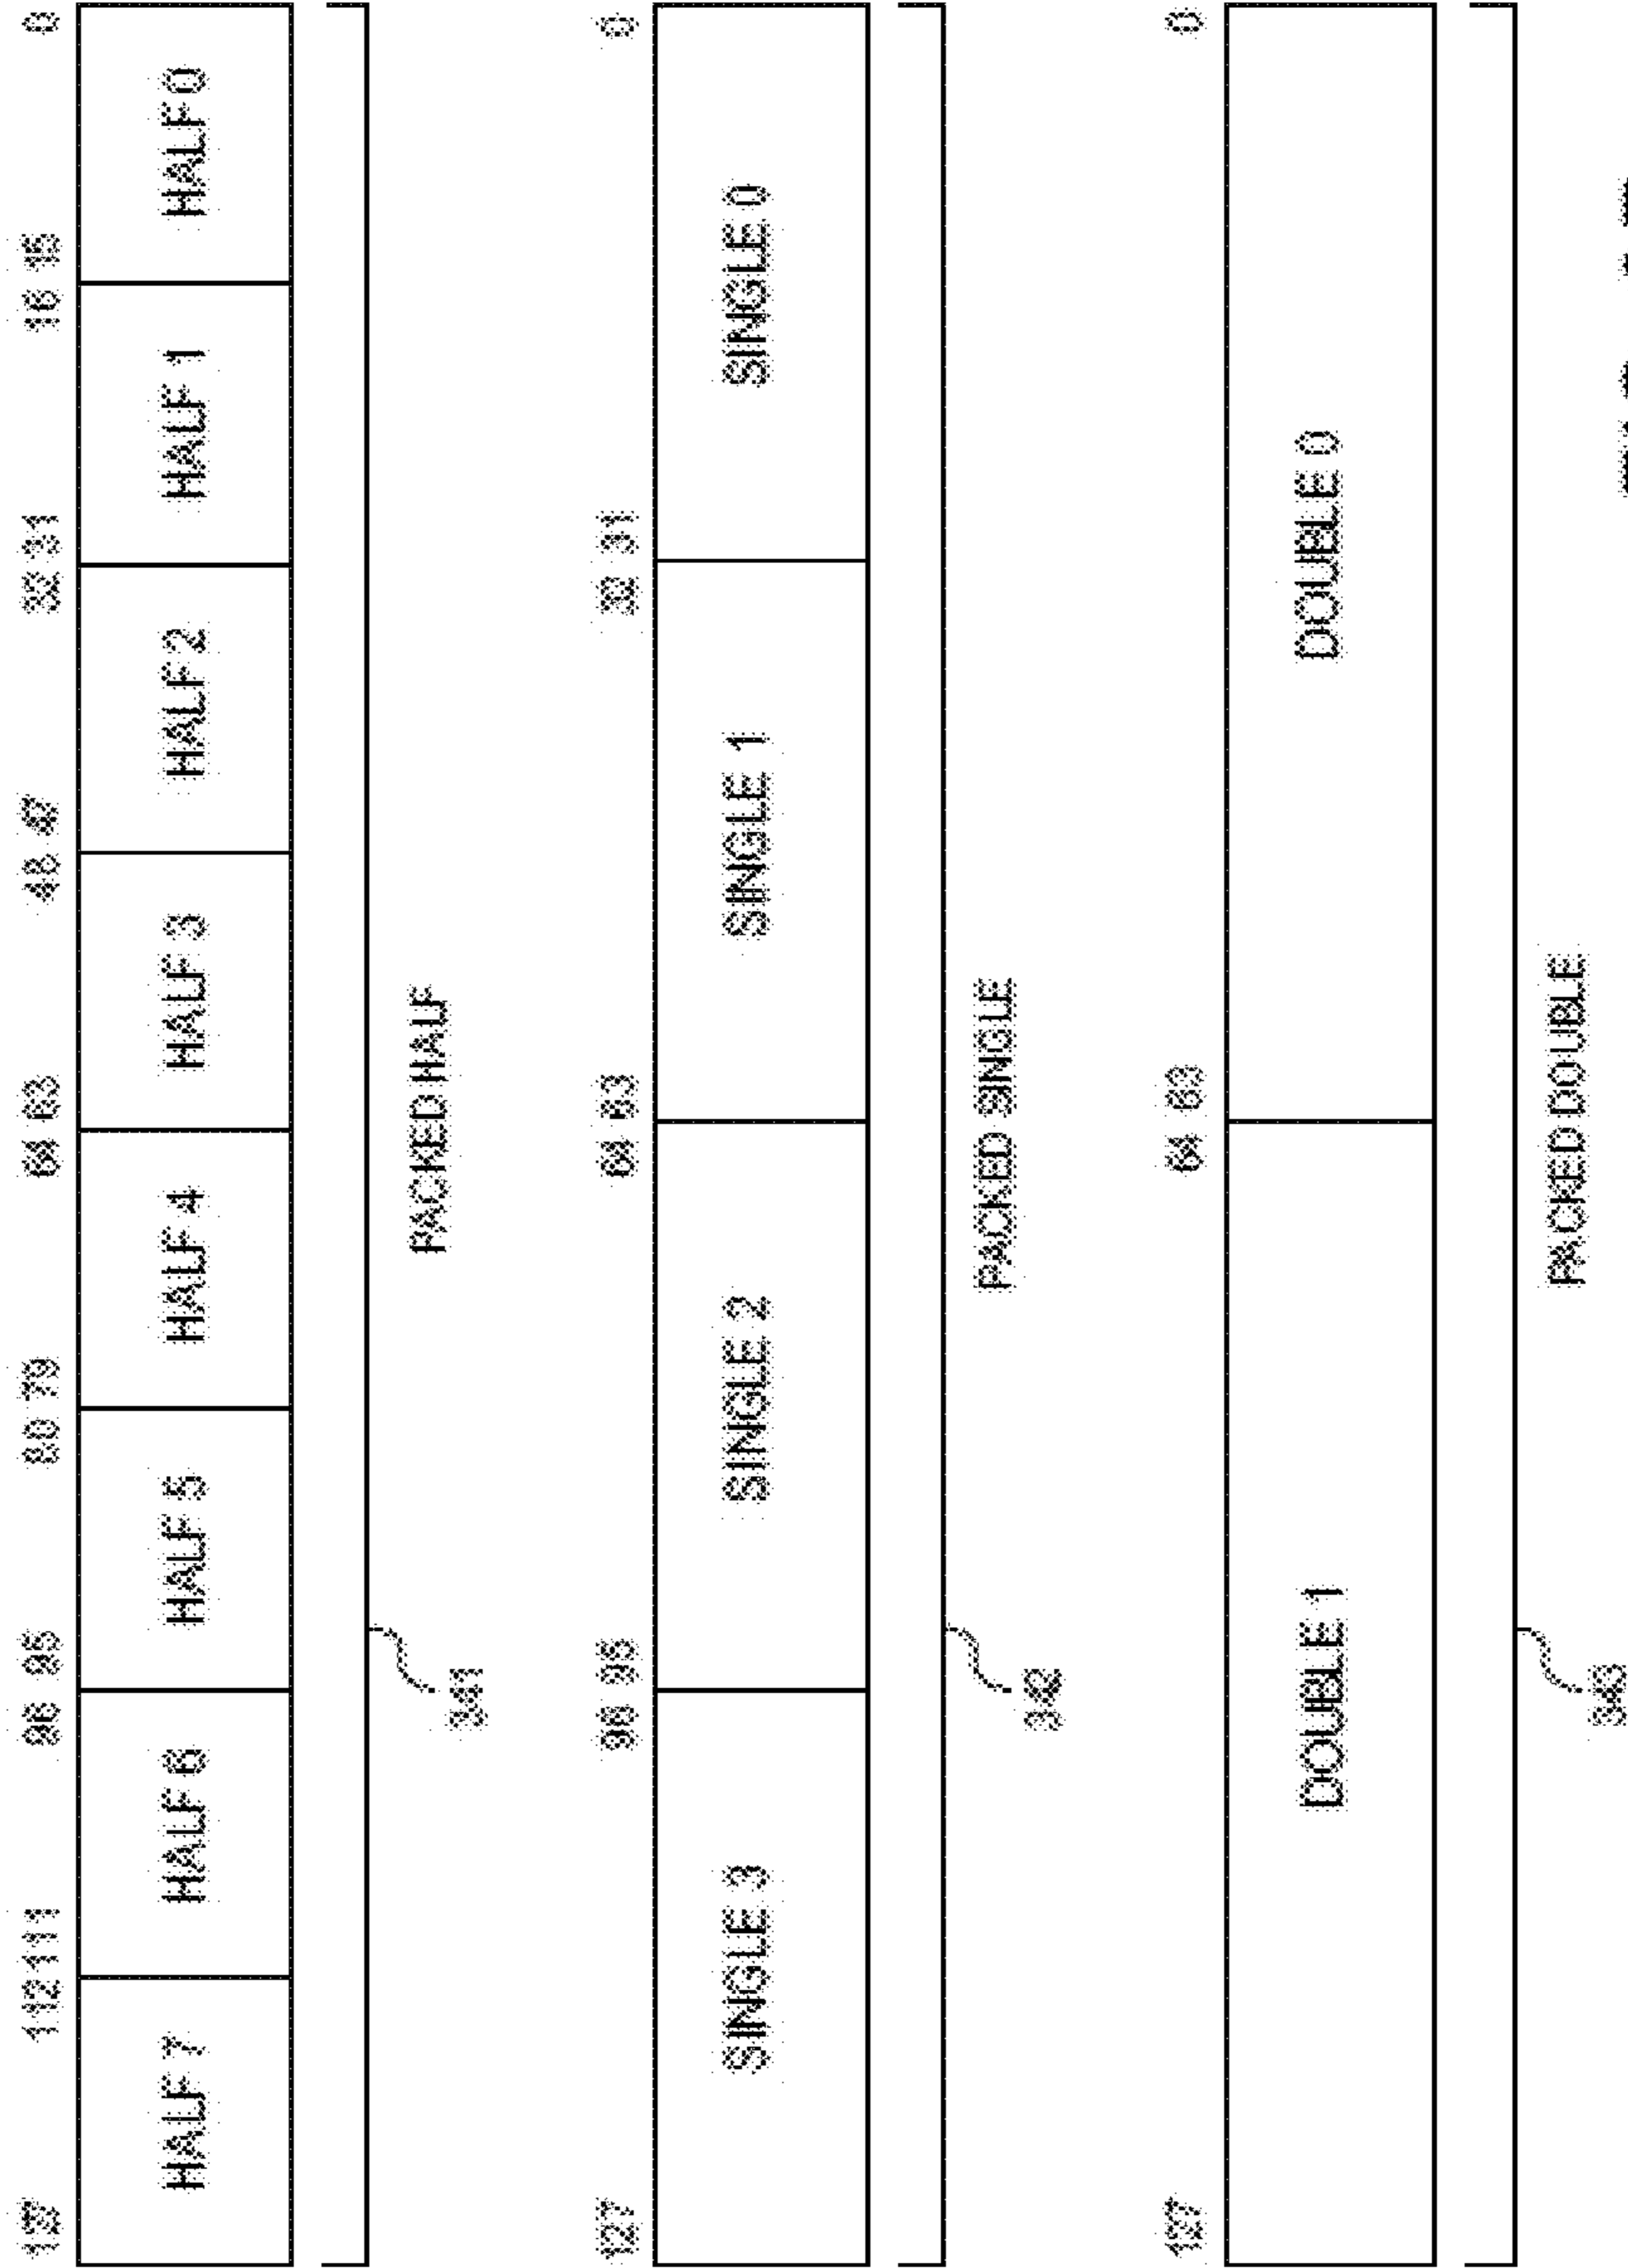 127 112 111 96 95 80 79 64 63 48 47 32 31 16 15 0
HALF 7 HALF 6 HALF 5 HALF 4 HALF 3 HALF 2 HALF 1 HALF 0
PACKED HALF
341
127 96 95 64 63 32 31 0
SINGLE 3 SINGLE 2 SINGLE 1 SINGLE 0
PACKED SINGLE
342
127 64 63 0
DOUBLE 1 DOUBLE 0
PACKED DOUBLE
343